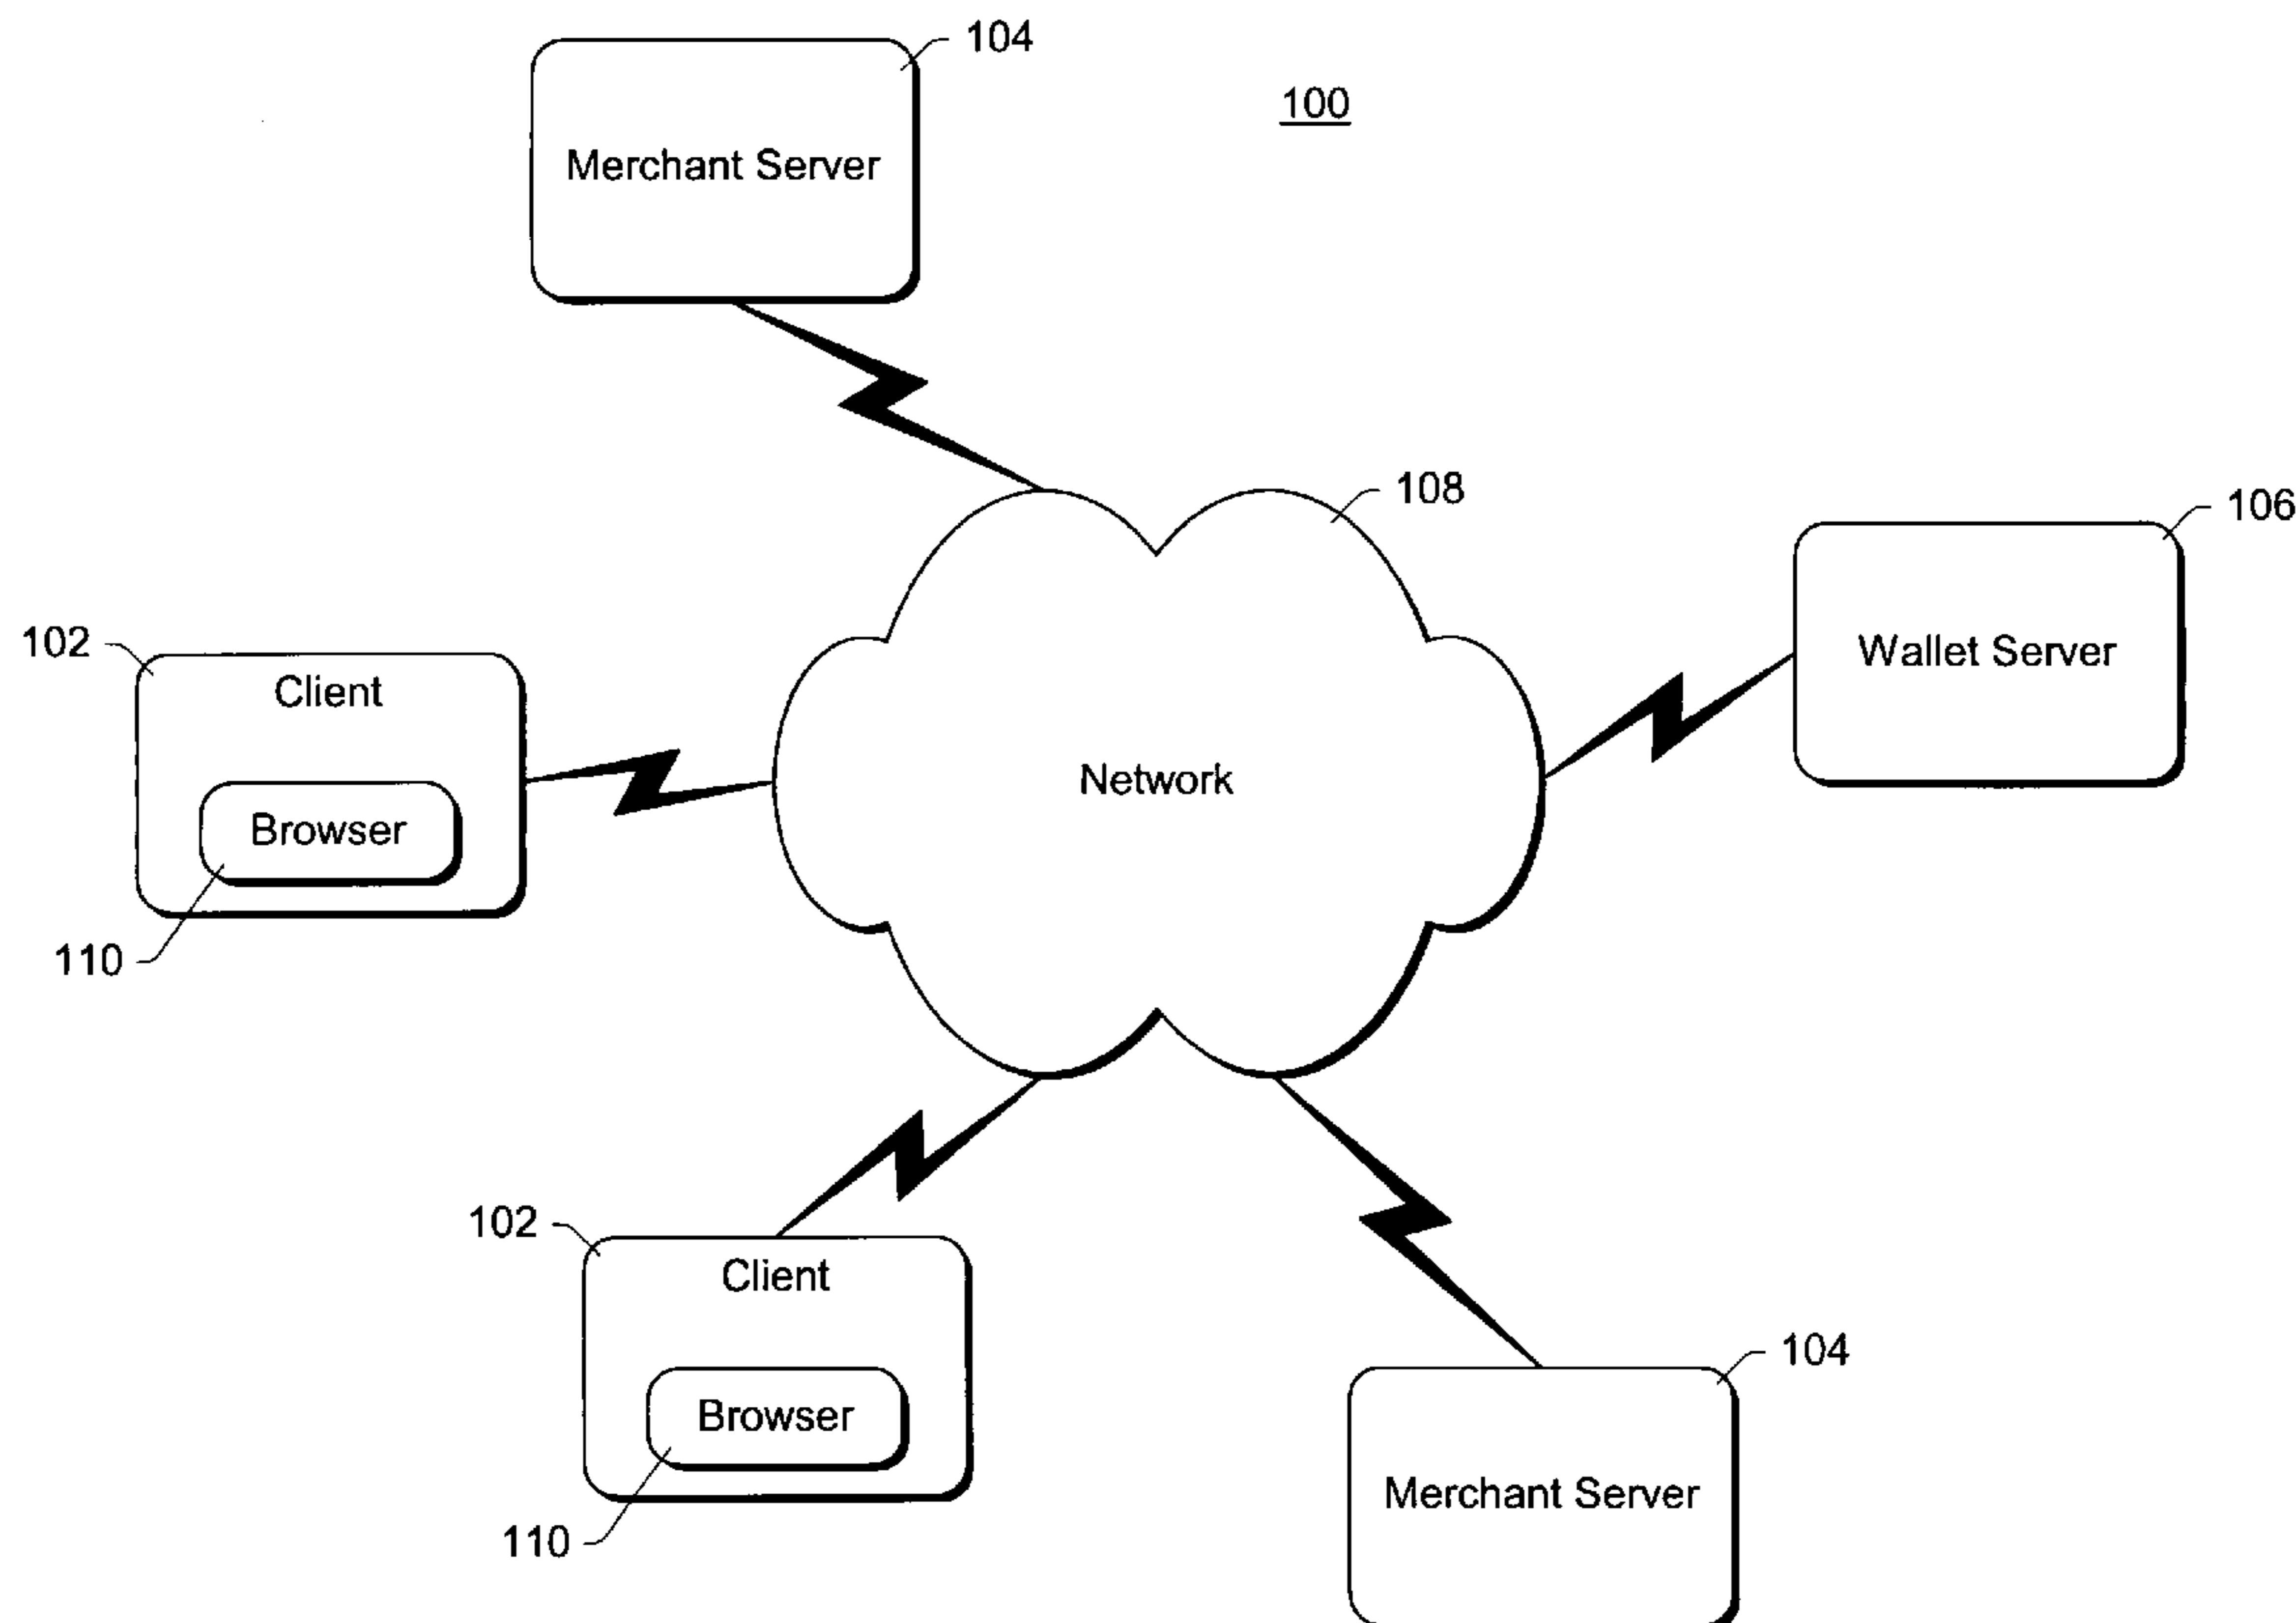 104
100
Merchant Server
108
106
102
Client
Wallet Server
Network
Browser
110
102
Client
104
Browser
Merchant Server
110